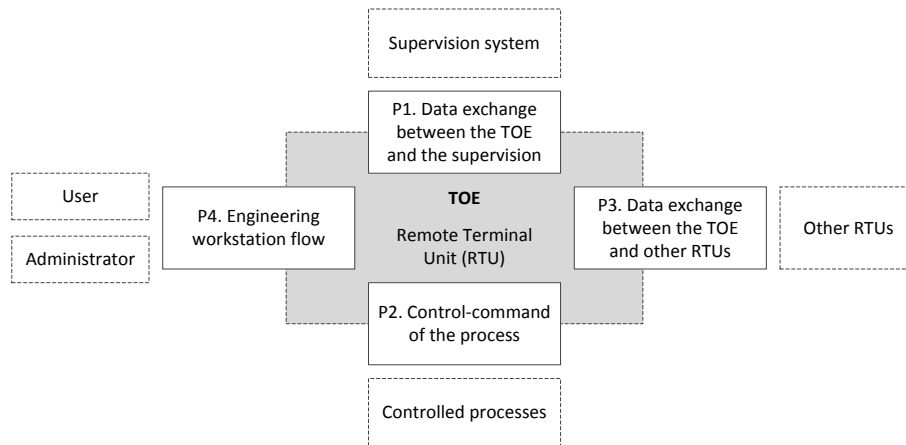 Supervision system
P1. Data exchange
between the TOE
and the supervision
User
Administrator
P4. Engineering
workstation flow
TOE
Remote Terminal
Unit (RTU)
P3. Data exchange
between the TOE
and other RTUs
Other RTUs
P2. Control-command
of the process
Controlled processes